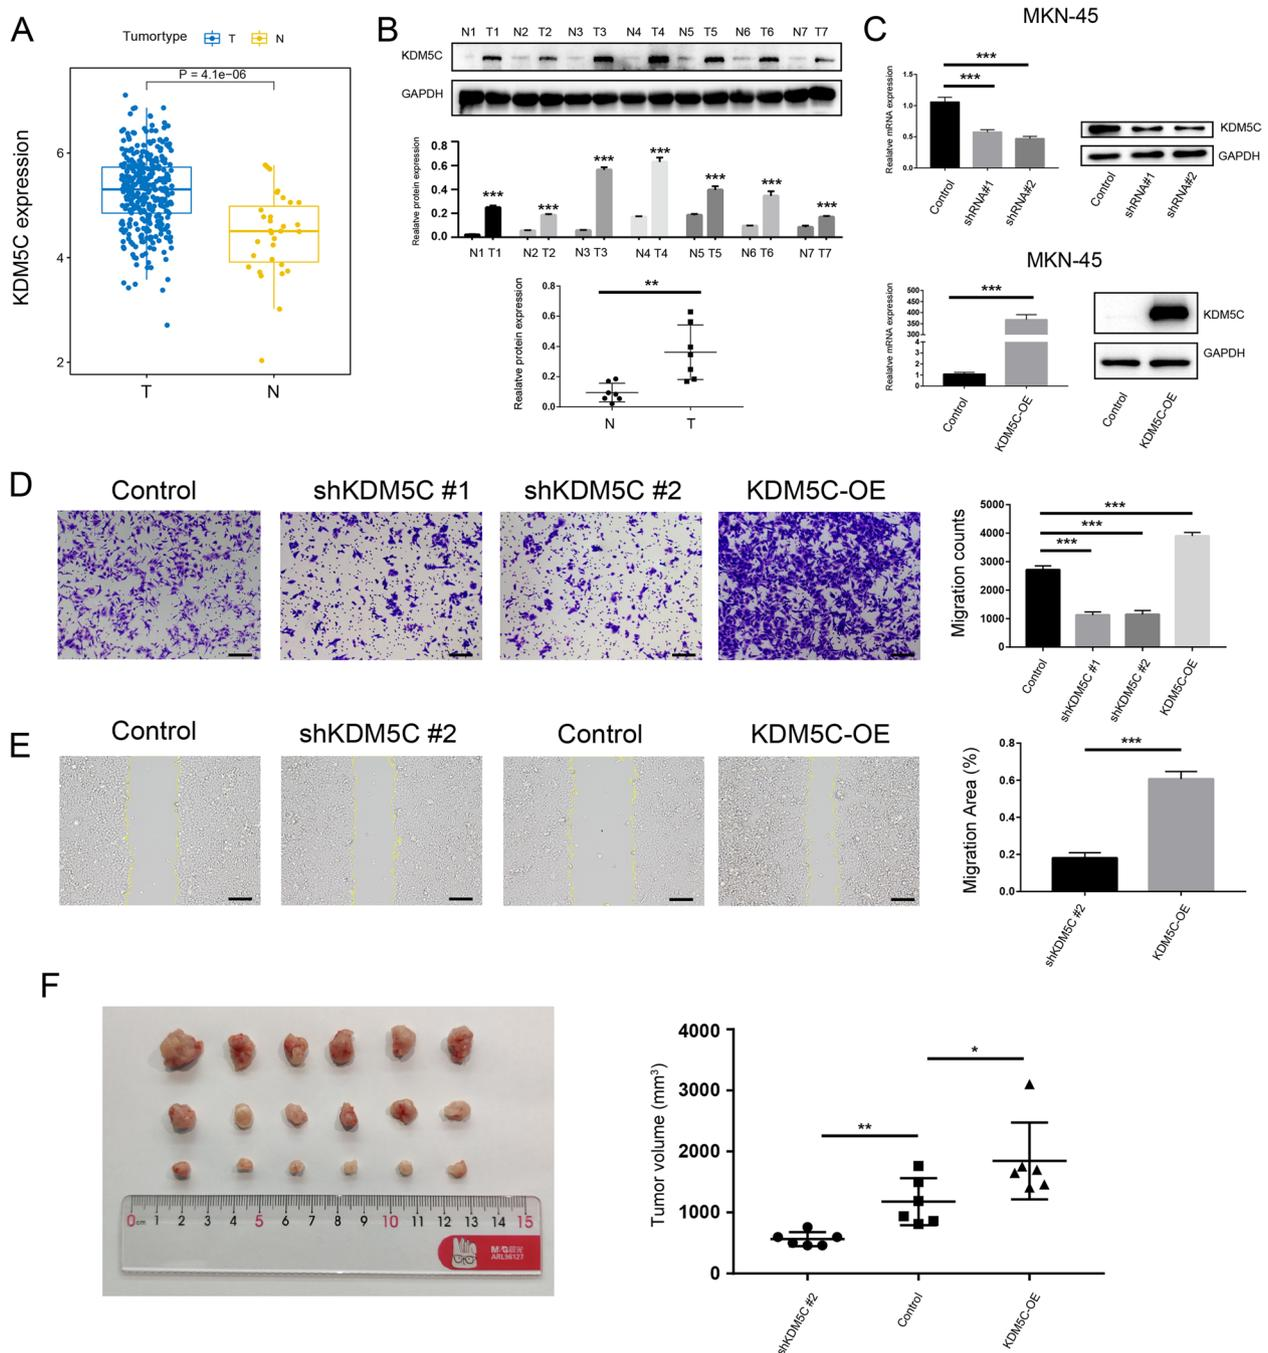 A
Tumortype T N
P = 4.1e−06
KDM5C expression
6
4
2
T N
B
N1 T1 N2 T2 N3 T3 N4 T4 N5 T5 N6 T6 N7 T7
KDM5C
GAPDH
Realatve protein expression
0.8
0.6
0.4
0.2
0.0
*** *** *** *** *** *** ***
N1 T1 N2 T2 N3 T3 N4 T4 N5 T5 N6 T6 N7 T7
Realatve protein expression
0.8
0.6
0.4
0.2
0.0
**
N T
C
MKN-45
Realatve mRNA expression
1.5
1.0
0.5
0.0
***
***
Control shRNA#1 shRNA#2
KDM5C
GAPDH
Control shRNA#1 shRNA#2
MKN-45
Realatve mRNA expression
500
450
400
350
300
4
3
2
1
0
***
Control KDM5C-OE
KDM5C
GAPDH
Control KDM5C-OE
D
Control shKDM5C #1 shKDM5C #2 KDM5C-OE
Migration counts
5000
4000
3000
2000
1000
0
***
***
***
Control shKDM5C #1 shKDM5C #2 KDM5C-OE
E
Control shKDM5C #2 Control KDM5C-OE
Migration Area (%)
0.8
0.6
0.4
0.2
0.0
***
shKDM5C #2 KDM5C-OE
F
0cm 1 2 3 4 5 6 7 8 9 10 11 12 13 14 15
M&G晨光
ARL96127
Tumor volume (mm³)
4000
3000
2000
1000
0
**
*
shKDM5C #2 Control KDM5C-OE